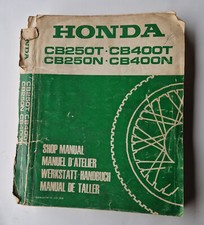 HONDA
CB250T·CB400T
CB250N·CB400N
SHOP MANUAL
MANUEL D'ATELIER
WERKSTATT-HANDBUCH
MANUAL DE TALLER